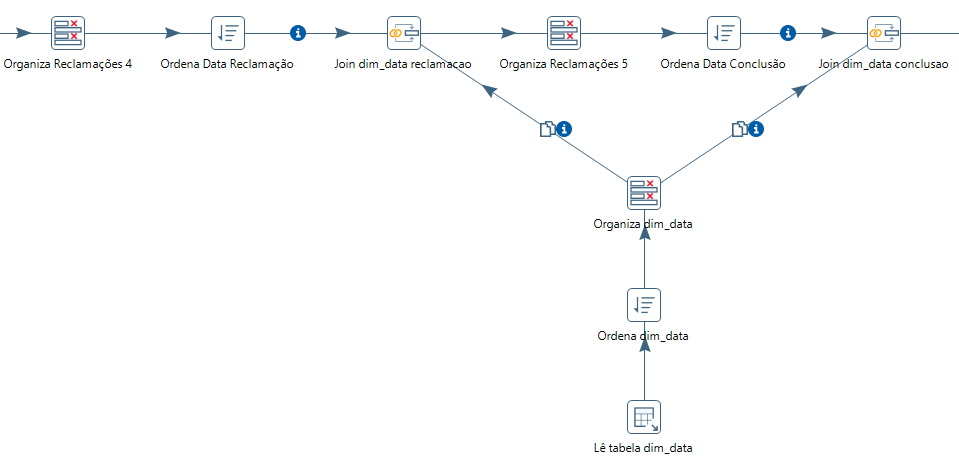 Organiza Reclamações 4
Ordena Data Reclamação
Join dim_data reclamacao
Organiza Reclamações 5
Ordena Data Conclusão
Join dim_data conclusao
Organiza dim_data
Ordena dim_data
Lê tabela dim_data